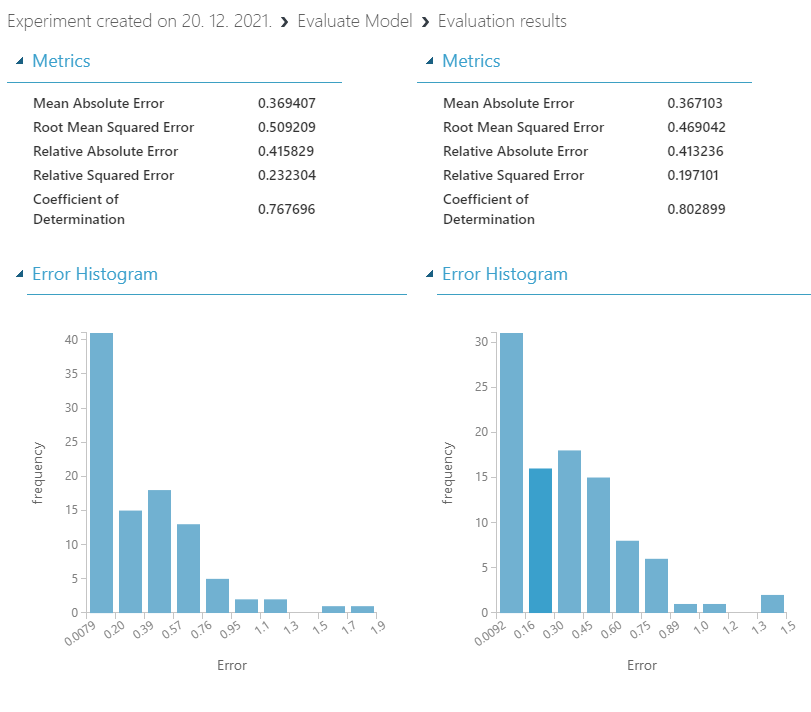 Experiment created on 20. 12. 2021. ❯ Evaluate Model ❯ Evaluation results
Metrics
Mean Absolute Error 0.369407
Root Mean Squared Error 0.509209
Relative Absolute Error 0.415829
Relative Squared Error 0.232304
Coefficient of
Determination 0.767696
Error Histogram
frequency
40
35
30
25
20
15
10
5
0
0.0079 0.20 0.39 0.57 0.76 0.95 1.1 1.3 1.5 1.7 1.9
Error
Metrics
Mean Absolute Error 0.367103
Root Mean Squared Error 0.469042
Relative Absolute Error 0.413236
Relative Squared Error 0.197101
Coefficient of
Determination 0.802899
Error Histogram
frequency
30
25
20
15
10
5
0
0.0092 0.16 0.30 0.45 0.60 0.75 0.89 1.0 1.2 1.3 1.5
Error